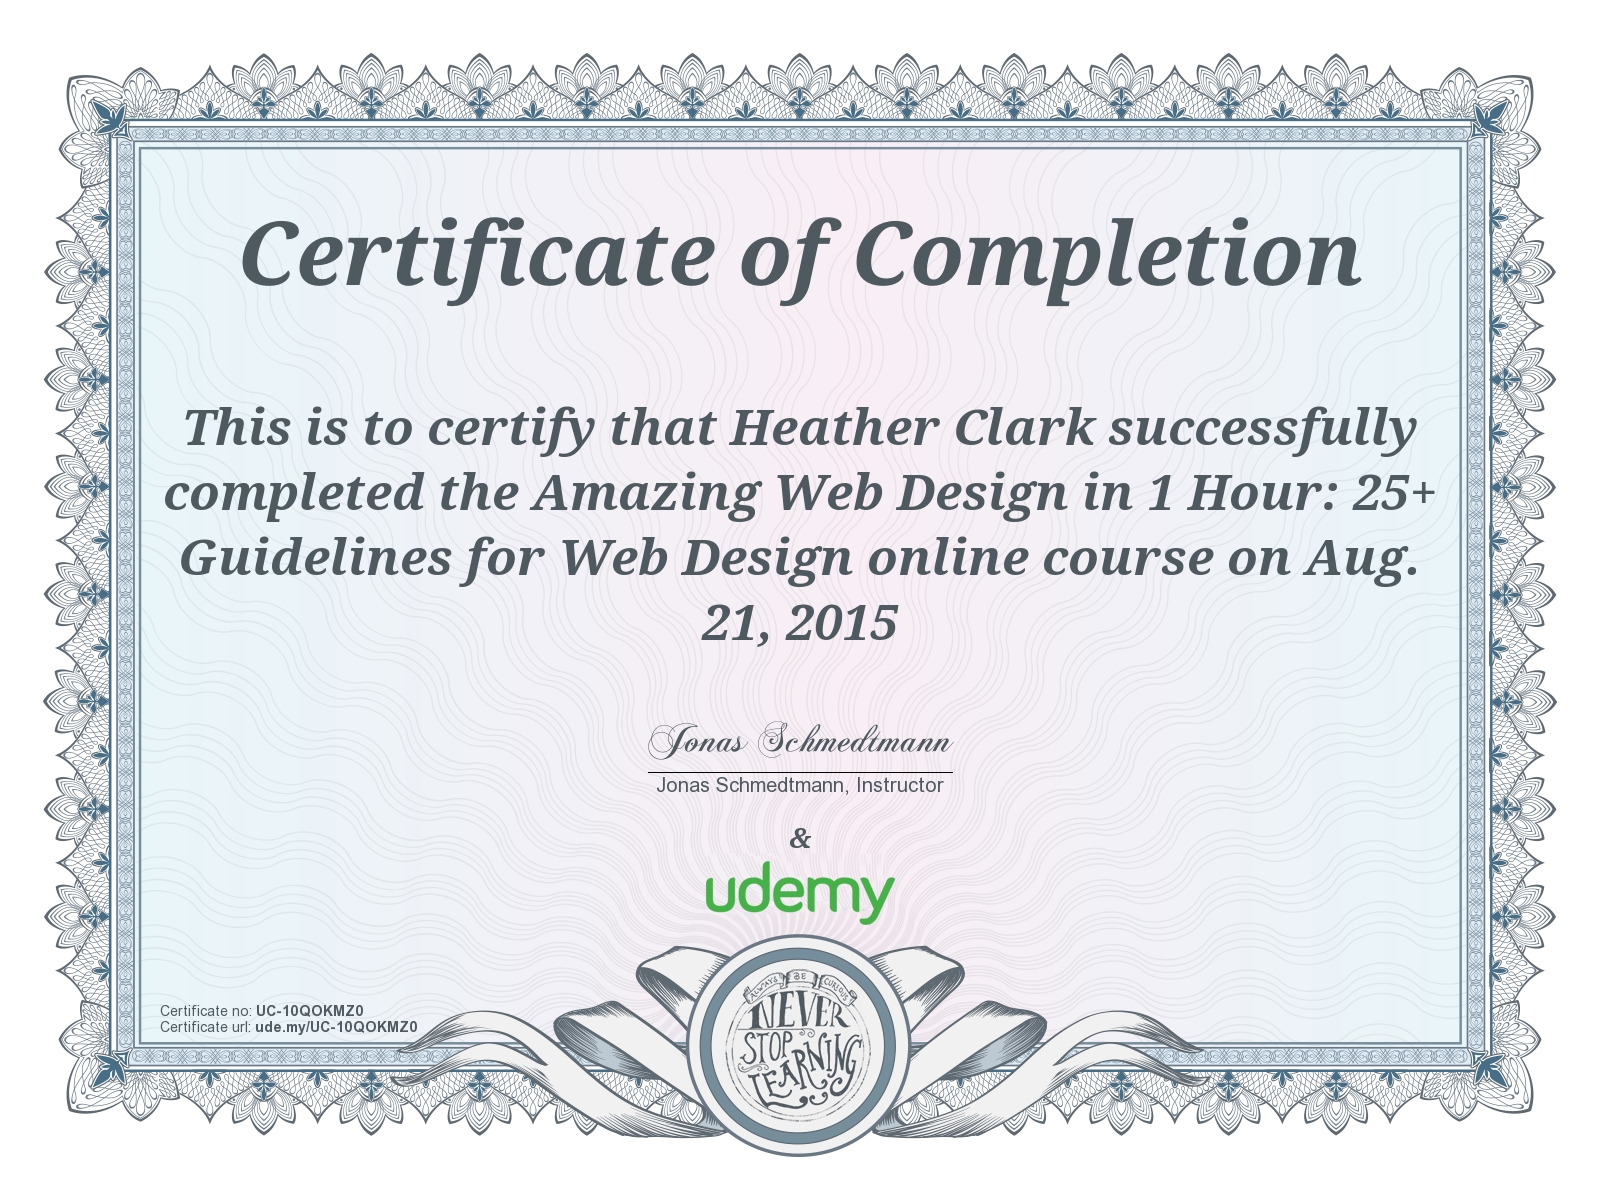 Certificate of Completion
This is to certify that Heather Clark successfully
completed the Amazing Web Design in 1 Hour: 25+
Guidelines for Web Design online course on Aug.
21, 2015
Jonas Schmedtmann
Jonas Schmedtmann, Instructor
&
udemy
ALWAYS BE CURIOUS
NEVER
STOP
LEARNING
Certificate no: UC-10QOKMZ0
Certificate url: ude.my/UC-10QOKMZ0